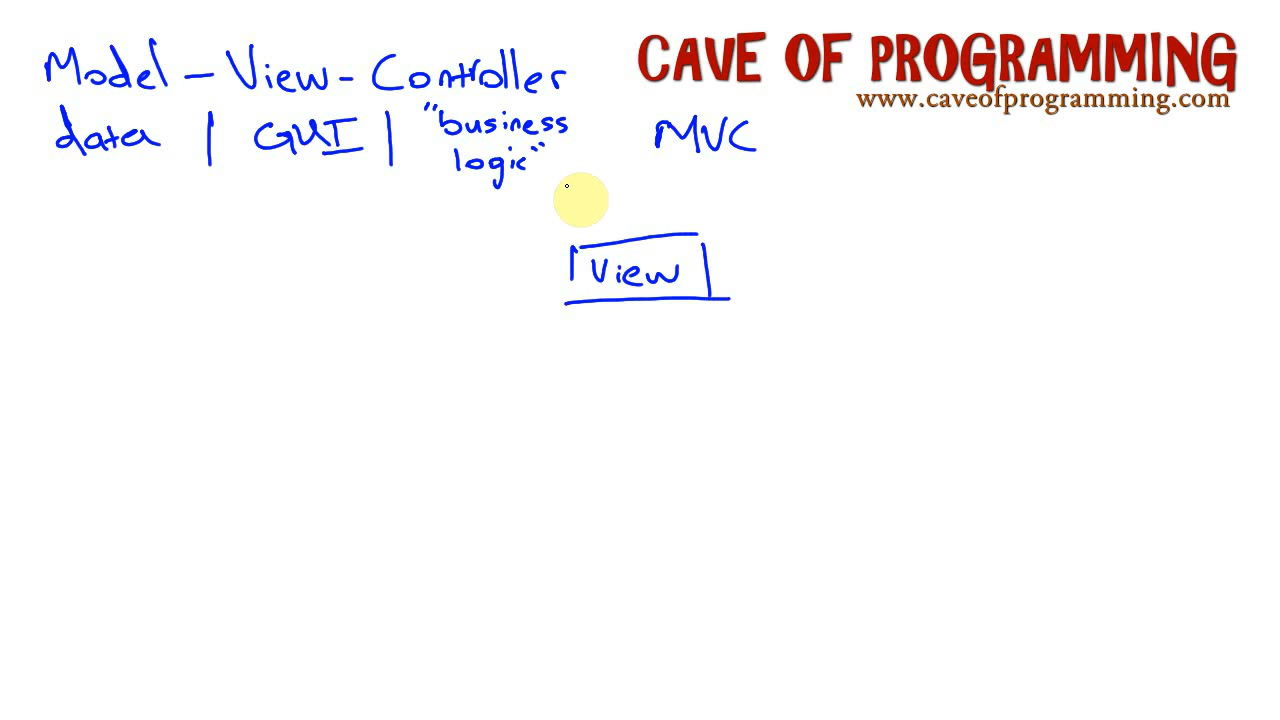 Model - View - Controller
data | GUI | "business logic"
MVC
View
CAVE OF PROGRAMMING
www.caveofprogramming.com